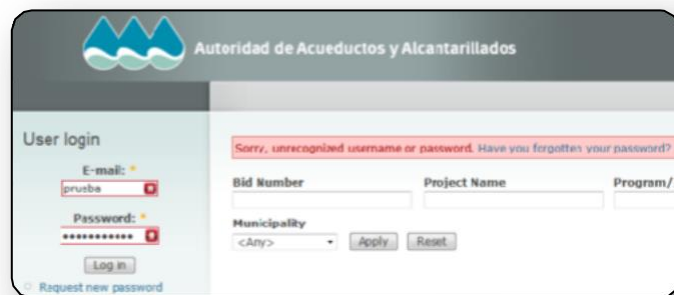 Autoridad de Acueductos y Alcantarillados
User login
E-mail: *
prueba
Password: *
•••••••••••
Log in
Request new password
Sorry, unrecognized username or password. Have you forgotten your password?
Bid Number
Project Name
Program/
Municipality
<Any>
Apply
Reset